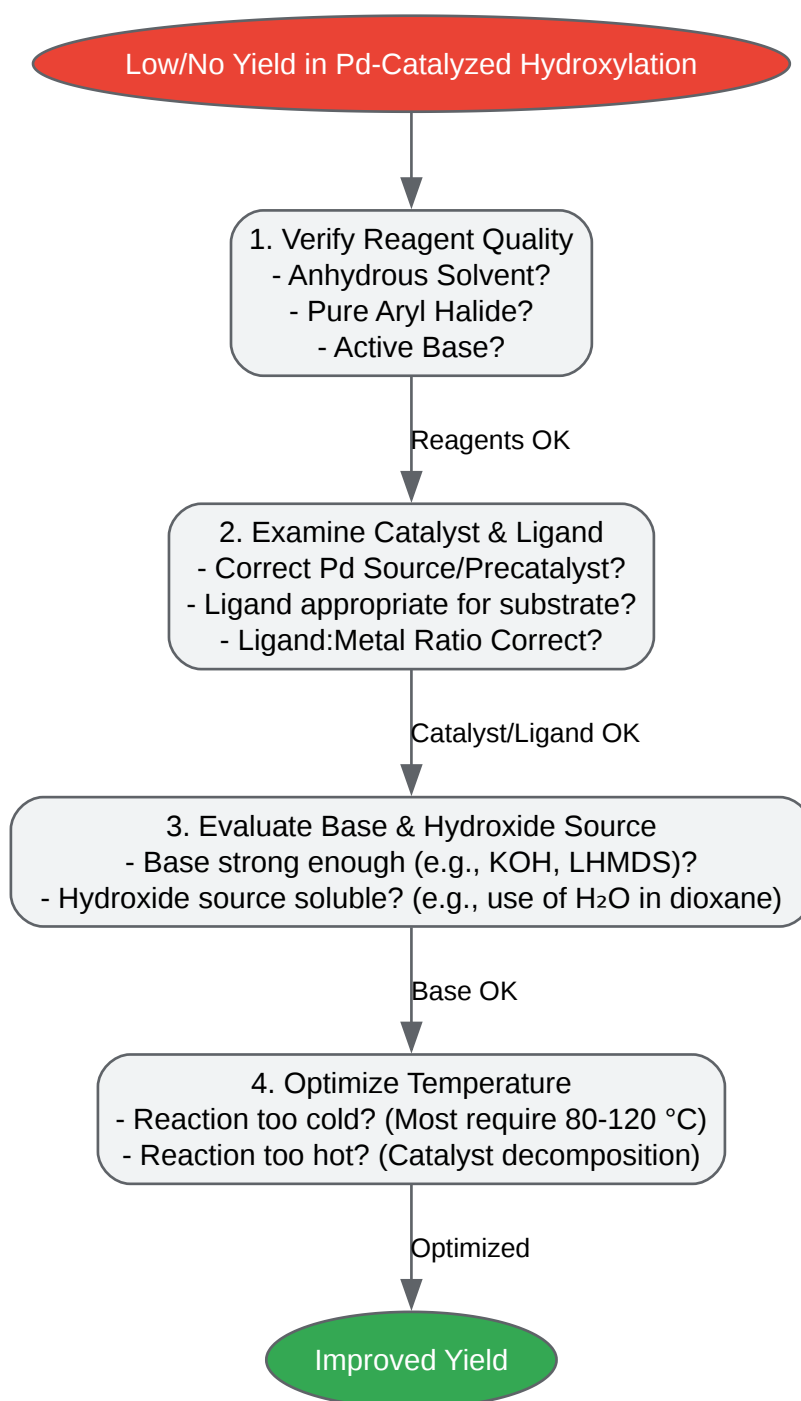 Low/No Yield in Pd-Catalyzed Hydroxylation
1. Verify Reagent Quality
- Anhydrous Solvent?
- Pure Aryl Halide?
- Active Base?
Reagents OK
2. Examine Catalyst & Ligand
- Correct Pd Source/Precatalyst?
- Ligand appropriate for substrate?
- Ligand:Metal Ratio Correct?
Catalyst/Ligand OK
3. Evaluate Base & Hydroxide Source
- Base strong enough (e.g., KOH, LHMDS)?
- Hydroxide source soluble? (e.g., use of H₂O in dioxane)
Base OK
4. Optimize Temperature
- Reaction too cold? (Most require 80-120 °C)
- Reaction too hot? (Catalyst decomposition)
Optimized
Improved Yield